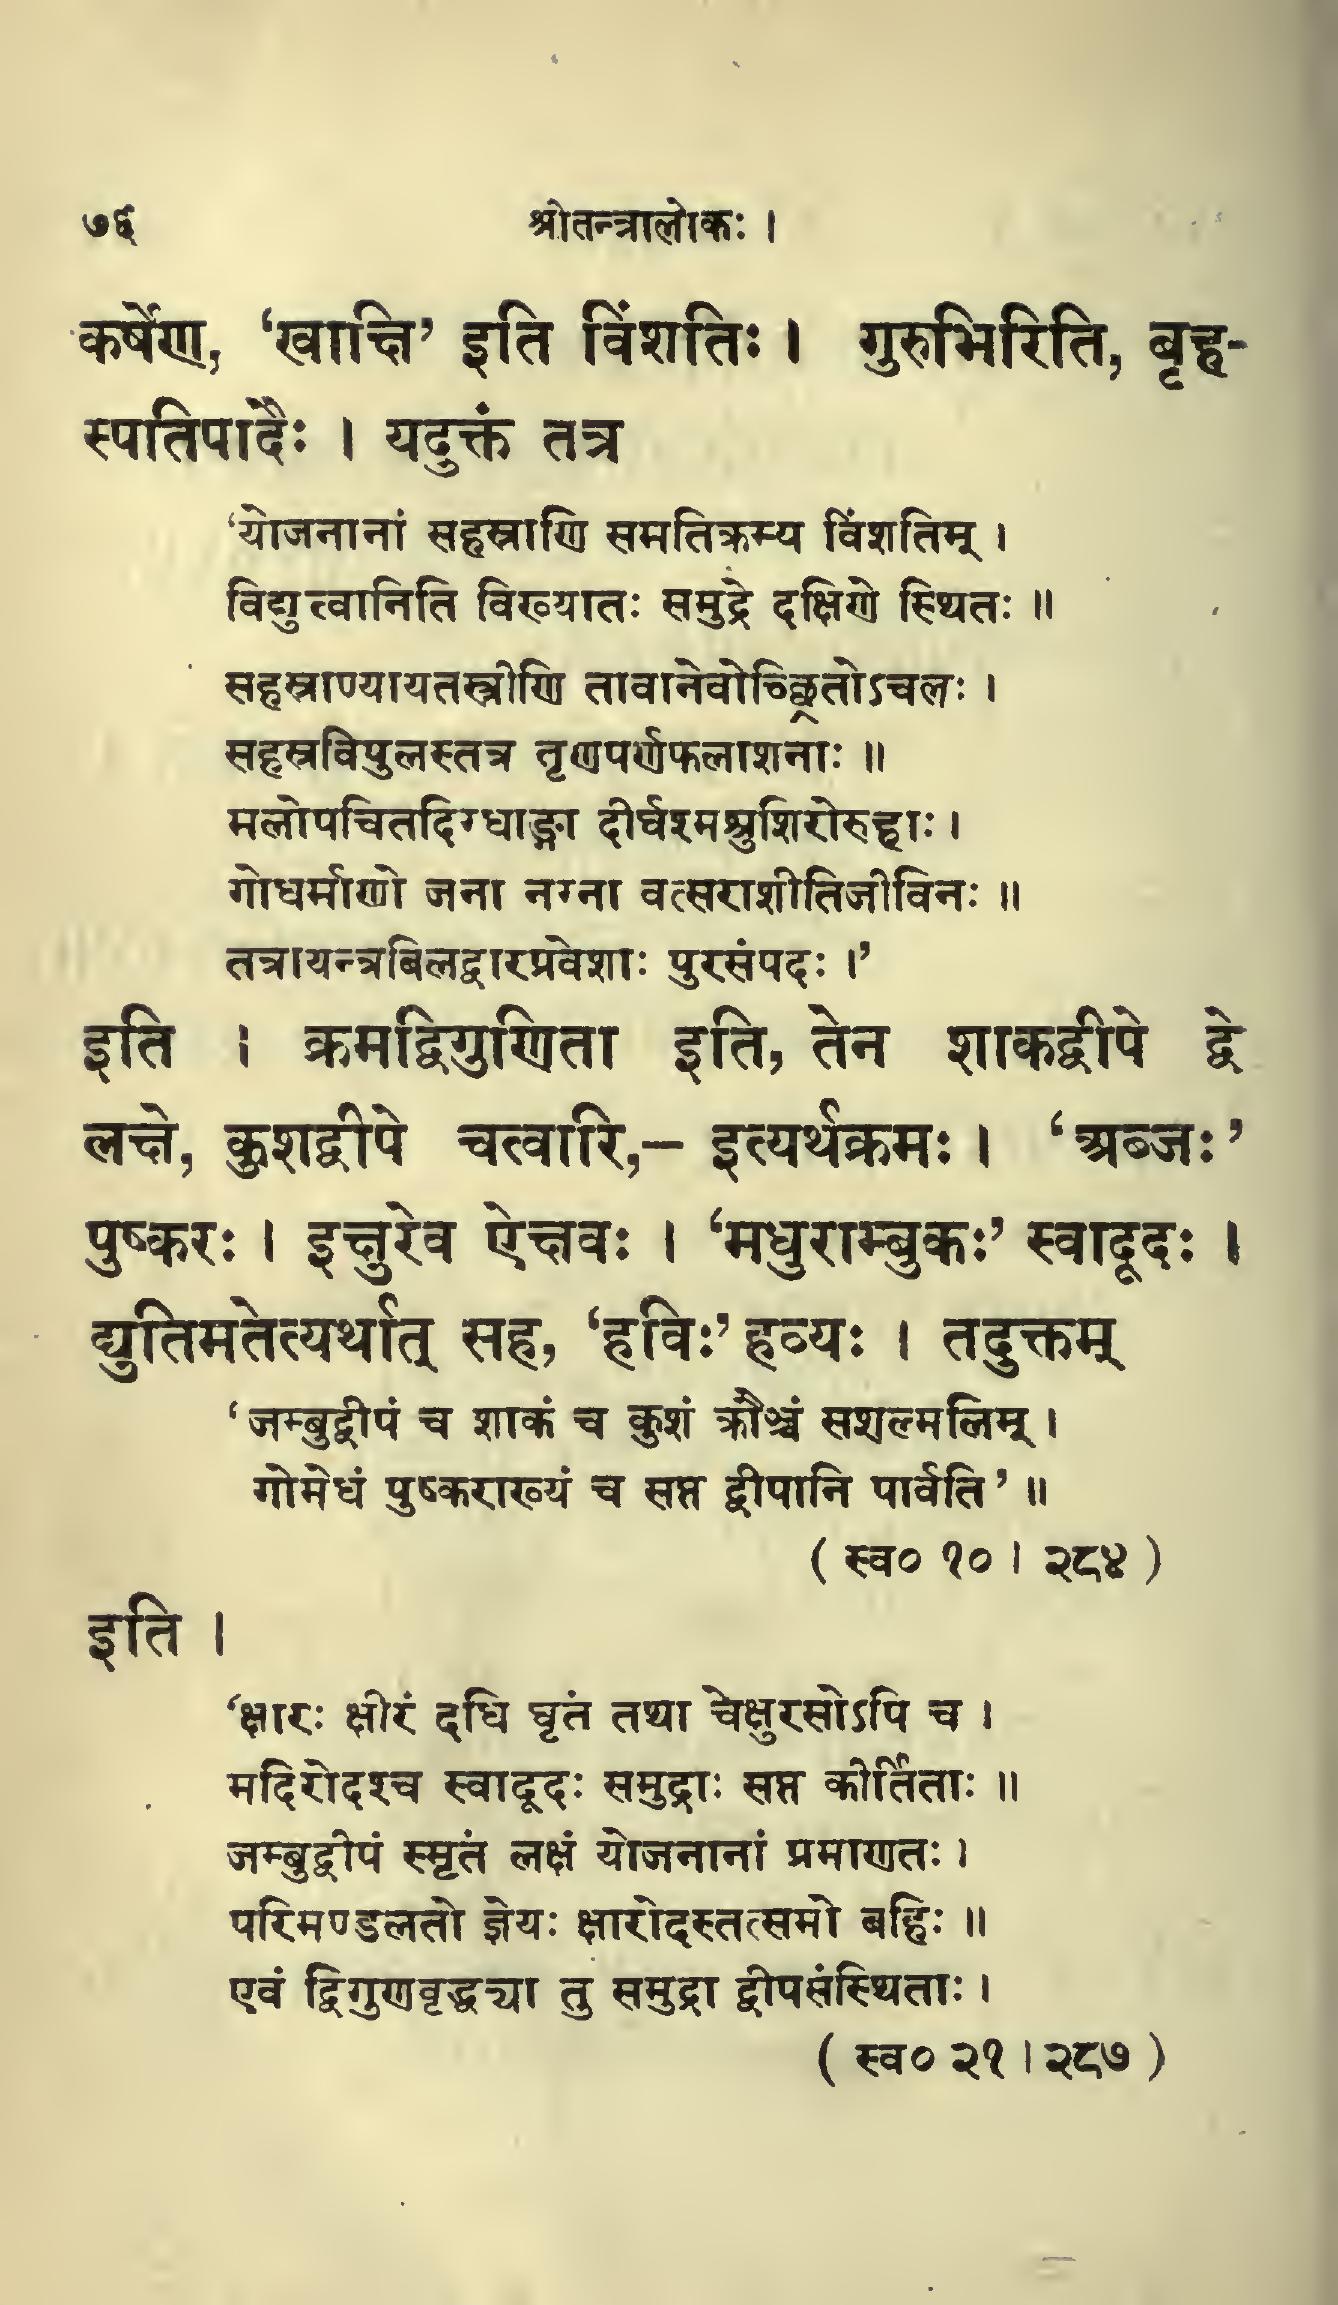 ७६ श्रीतन्त्रालोकः ।
कर्षेण, ‘खाक्षि’ इति विंशतिः । गुरुभिरिति, बृह-
स्पतिपादैः । यदुक्तं तत्र
‘योजनानां सहस्राणि समतिक्रम्य विंशतिम् ।
विद्युत्वानिति विख्यातः समुद्रे दक्षिणे स्थितः ॥
सहस्राण्यायतस्त्रीणि तावानेवोच्छ्रितोऽचलः ।
सहस्रविपुलस्तत्र तृणपर्णफलाशनाः ॥
मलोपचितदिग्धाङ्गा दीर्घश्मश्रुशिरोरुहाः ।
गोधर्माणो जना नग्ना वत्सराशीतिजीविनः ॥
तत्रायन्त्रबिलद्वारप्रवेशाः पुरसंपदः ।’
इति । क्रमद्विगुणिता इति, तेन शाकद्वीपे द्वे
लक्षे, कुशद्वीपे चत्वारि,– इत्यर्थक्रमः । ‘अब्जः’
पुष्करः । इक्षुरेव ऐक्षवः । ‘मधुराम्बुकः’ स्वादूदः ।
द्युतिमतेत्यर्थात् सह, ‘हविः’ हव्यः । तदुक्तम्
‘जम्बुद्वीपं च शाकं च कुशं क्रौञ्चं सशल्मलिम् ।
गोमेधं पुष्कराख्यं च सप्त द्वीपानि पार्वति’ ॥
( स्व० १० । २८४ )
इति ।
‘क्षारः क्षीरं दधि घृतं तथा चेक्षुरसोऽपि च ।
मदिरोदश्च स्वादूदः समुद्राः सप्त कीर्तिताः ॥
जम्बुद्वीपं स्मृतं लक्षं योजनानां प्रमाणतः ।
परिमण्डलतो ज्ञेयः क्षारोदस्तत्समो बहिः ॥
एवं द्विगुणवृद्ध्या तु समुद्रा द्वीपसंस्थिताः ।
( स्व० २१ । २८७ )